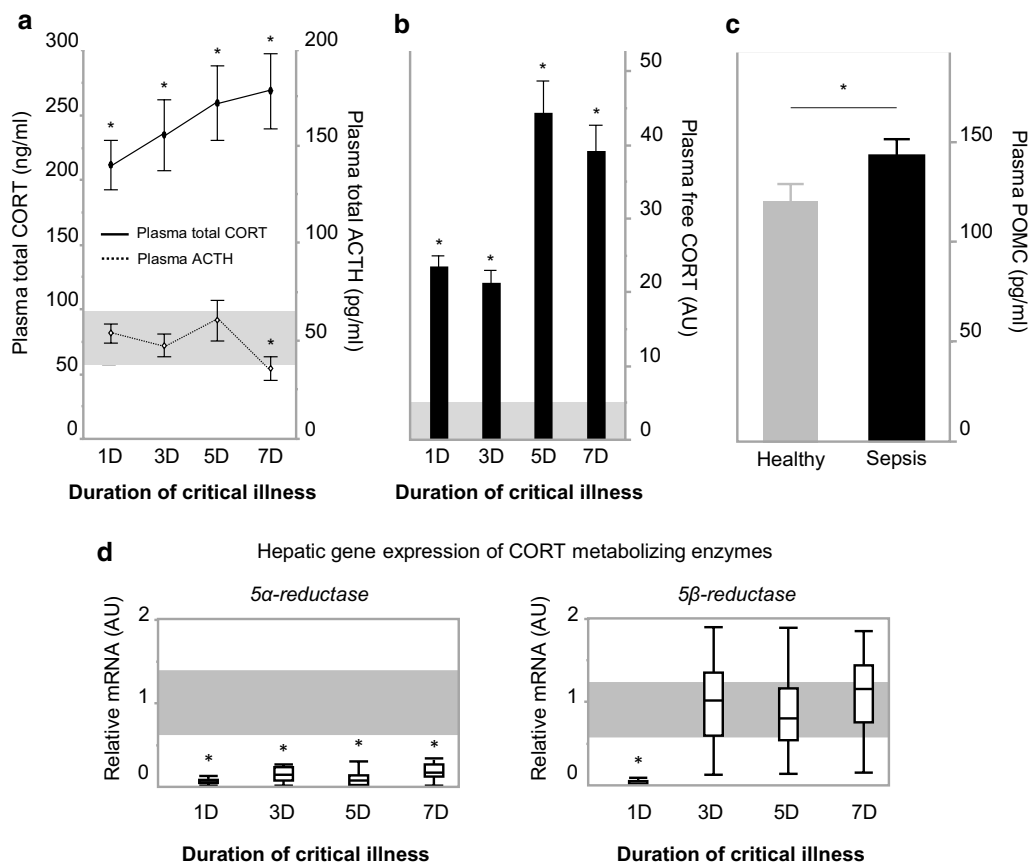 a
Plasma total CORT (ng/ml)
300
250
200
150
100
50
0
* * * *
Plasma total CORT
Plasma ACTH
*
200
150
100
50
0
Plasma total ACTH
(pg/ml)
1D 3D 5D 7D
Duration of critical illness
b
* * * *
50
40
30
20
10
0
Plasma free CORT (AU)
1D 3D 5D 7D
Duration of critical illness
c
*
150
100
50
0
Plasma POMC (pg/ml)
Healthy Sepsis
d
Hepatic gene expression of CORT metabolizing enzymes
5α-reductase
Relative mRNA (AU)
2
1
0
* * * *
1D 3D 5D 7D
Duration of critical illness
5β-reductase
Relative mRNA (AU)
2
1
0
*
1D 3D 5D 7D
Duration of critical illness